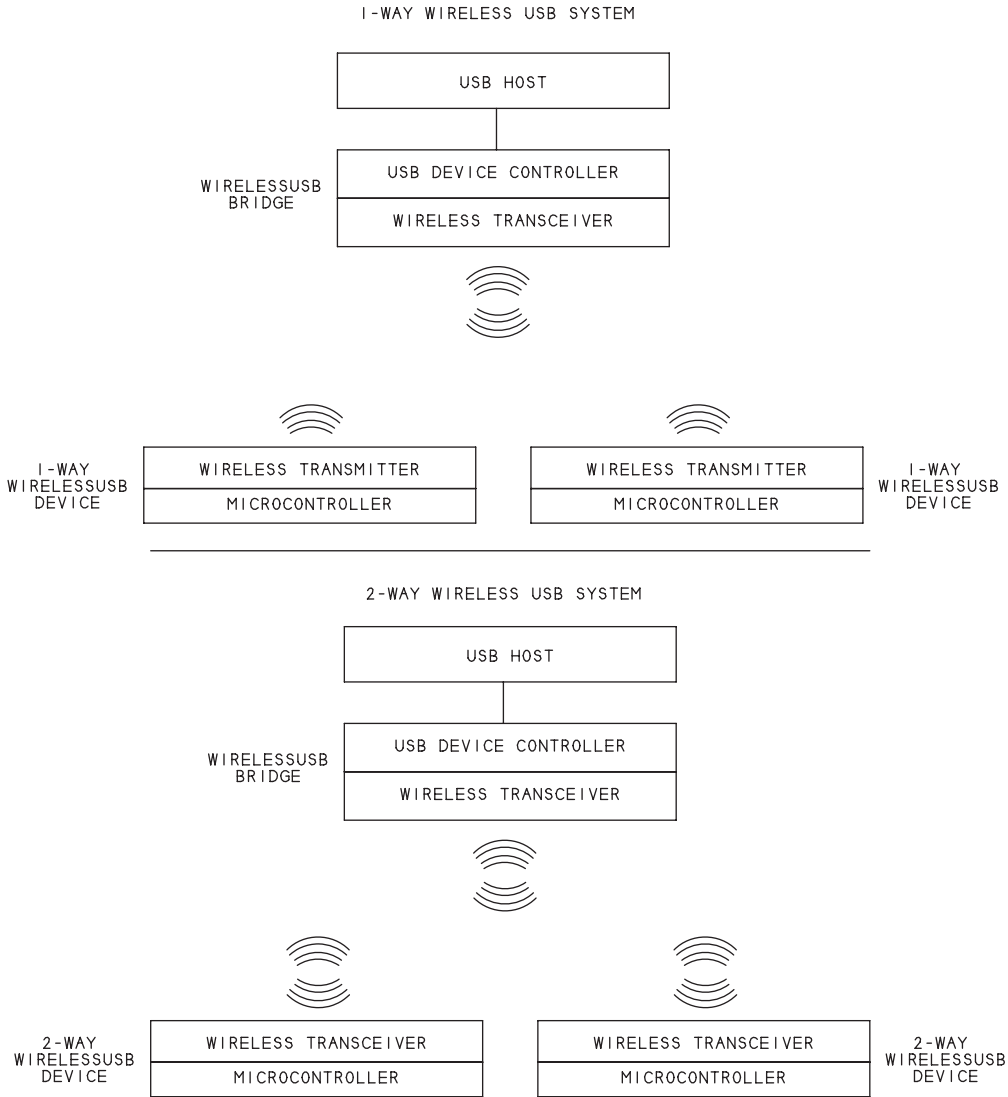 1-WAY WIRELESS USB SYSTEM
USB HOST
WIRELESSUSB
BRIDGE
USB DEVICE CONTROLLER
WIRELESS TRANSCEIVER
1-WAY
WIRELESSUSB
DEVICE
WIRELESS TRANSMITTER
MICROCONTROLLER
WIRELESS TRANSMITTER
MICROCONTROLLER
1-WAY
WIRELESSUSB
DEVICE
2-WAY WIRELESS USB SYSTEM
USB HOST
WIRELESSUSB
BRIDGE
USB DEVICE CONTROLLER
WIRELESS TRANSCEIVER
2-WAY
WIRELESSUSB
DEVICE
WIRELESS TRANSCEIVER
MICROCONTROLLER
WIRELESS TRANSCEIVER
MICROCONTROLLER
2-WAY
WIRELESSUSB
DEVICE